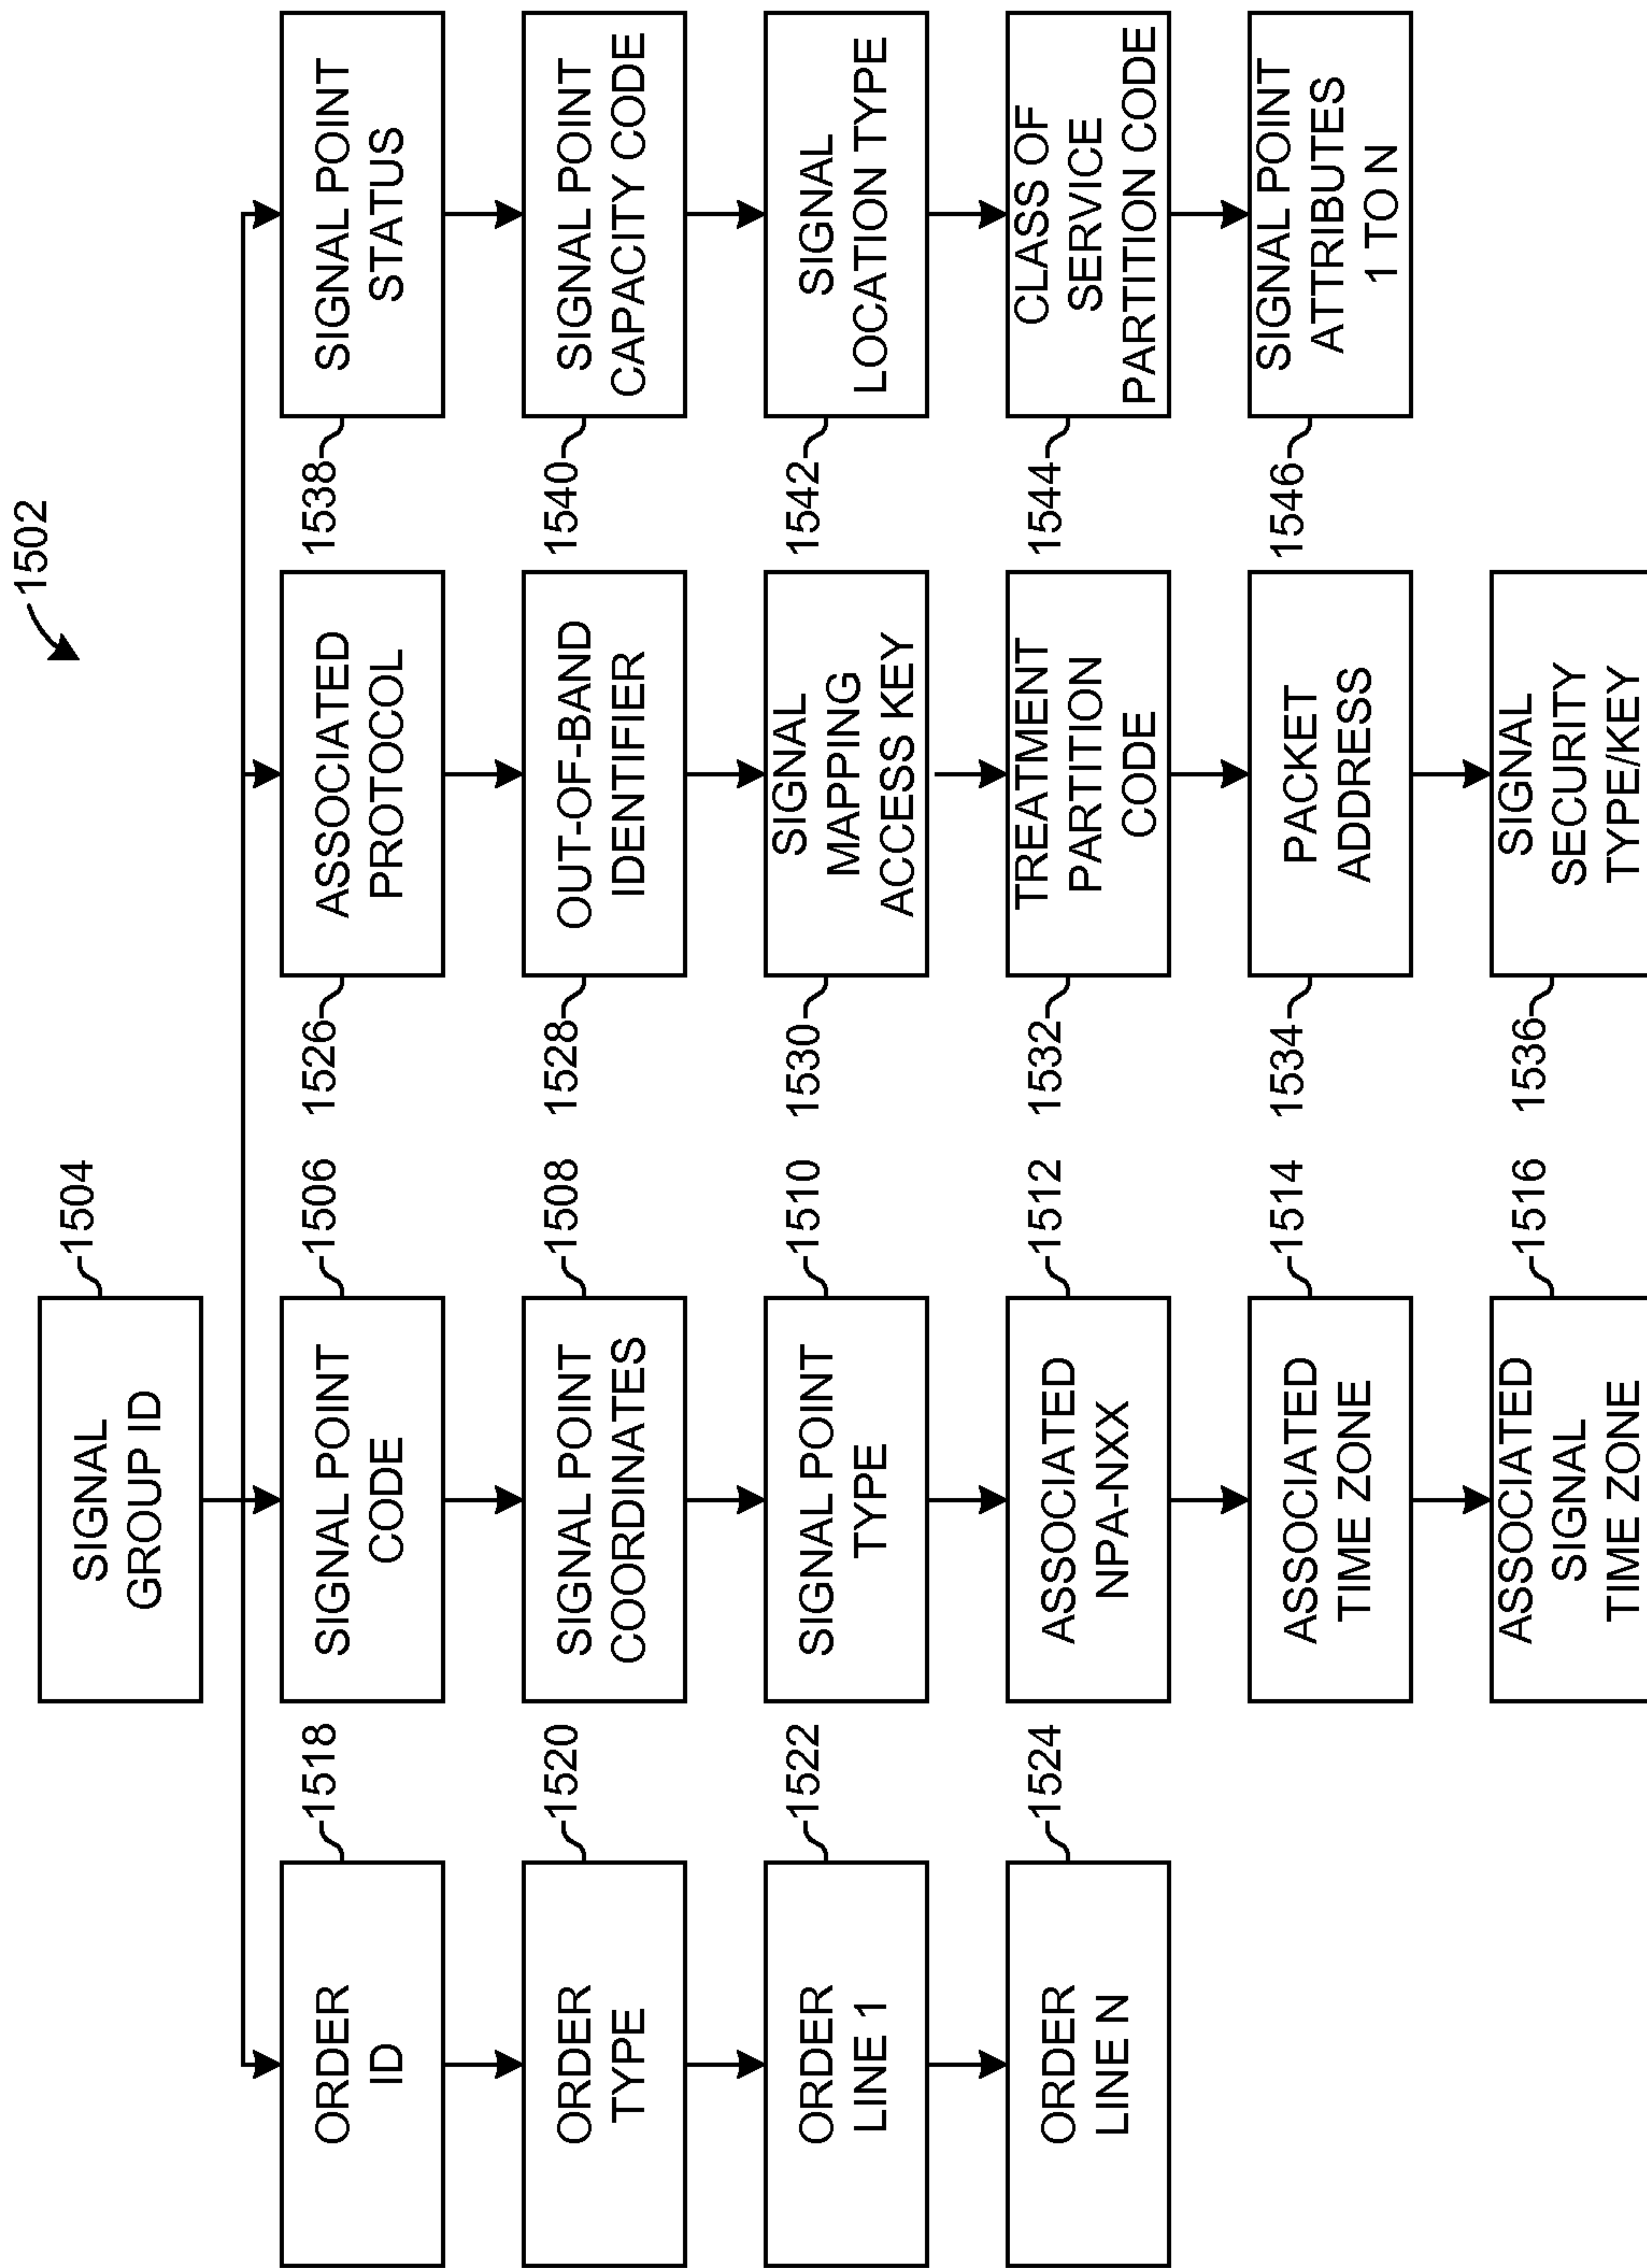 1502
SIGNAL
GROUP ID
1504
ORDER
ID
1518
ORDER
TYPE
1520
ORDER
LINE 1
1522
ORDER
LINE N
1524
SIGNAL POINT
CODE
1506
SIGNAL POINT
COORDINATES
1508
SIGNAL POINT
TYPE
1510
ASSOCIATED
NPA-NXX
1512
ASSOCIATED
TIME ZONE
1514
ASSOCIATED
SIGNAL
TIME ZONE
1516
1526
ASSOCIATED
PROTOCOL
1528
OUT-OF-BAND
IDENTIFIER
1530
SIGNAL
MAPPING
ACCESS KEY
1532
TREATMENT
PARTITION
CODE
1534
PACKET
ADDRESS
1536
SIGNAL
SECURITY
TYPE/KEY
1538
SIGNAL POINT
STATUS
1540
SIGNAL POINT
CAPACITY CODE
1542
SIGNAL
LOCATION TYPE
1544
CLASS OF
SERVICE
PARTITION CODE
1546
SIGNAL POINT
ATTRIBUTES
1 TO N